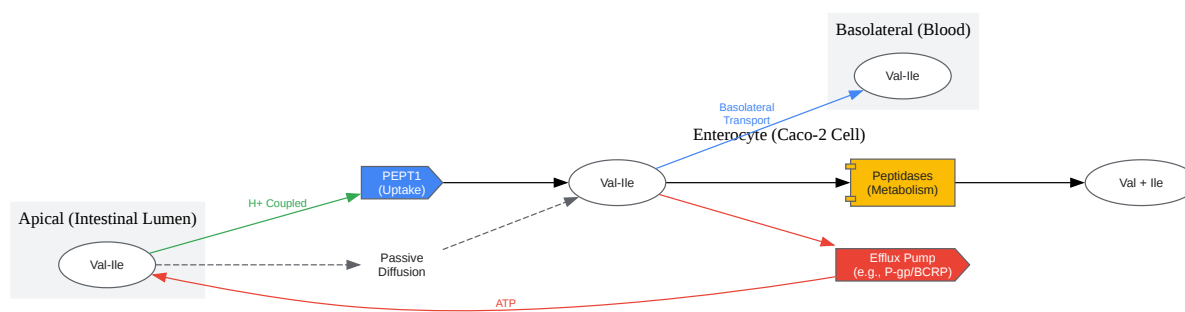 Basolateral (Blood)
Val-Ile
Basolateral
Transport
Enterocyte (Caco-2 Cell)
PEPT1
(Uptake)
Val-Ile
Peptidases
(Metabolism)
Val + Ile
H+ Coupled
Apical (Intestinal Lumen)
Val-Ile
Passive
Diffusion
Efflux Pump
(e.g., P-gp/BCRP)
ATP